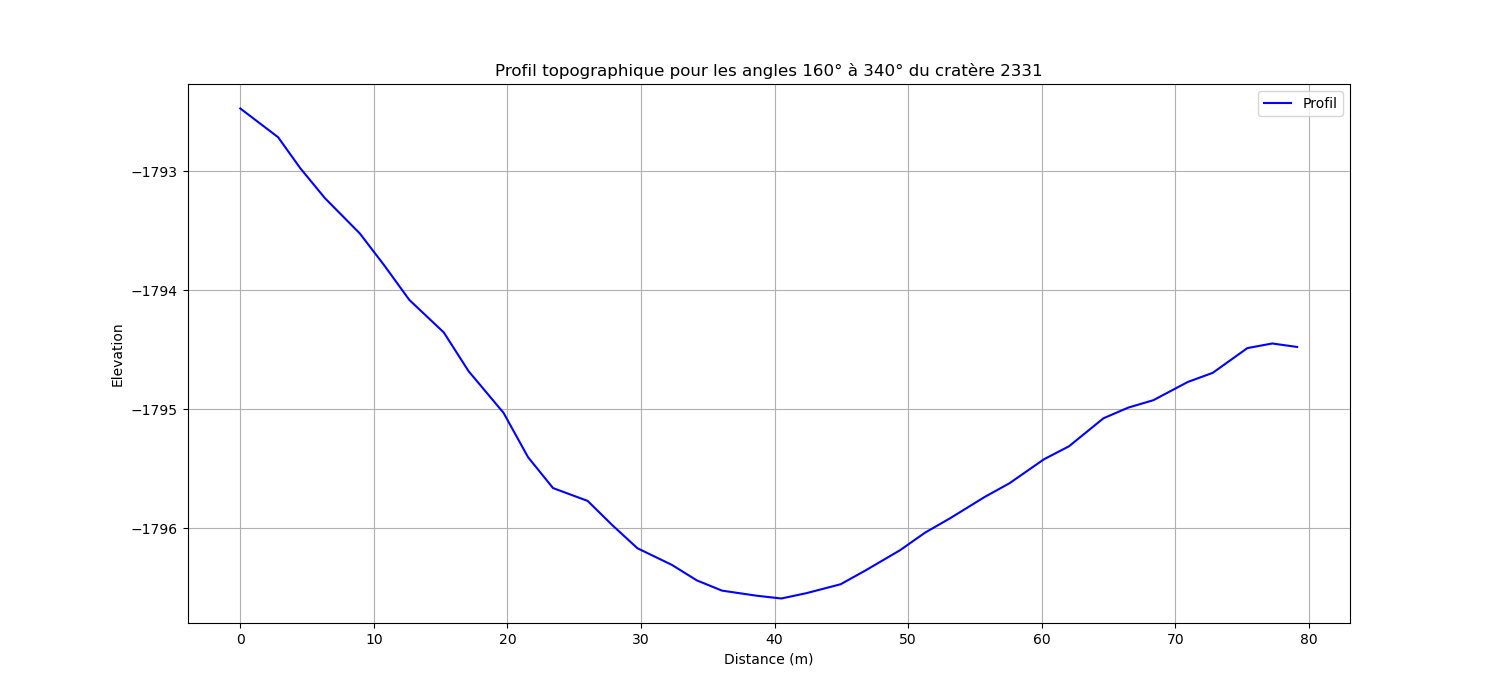 Profil topographique pour les angles 160° à 340° du cratère 2331
Profil
−1793
−1794
−1795
−1796
Elevation
0 10 20 30 40 50 60 70 80
Distance (m)